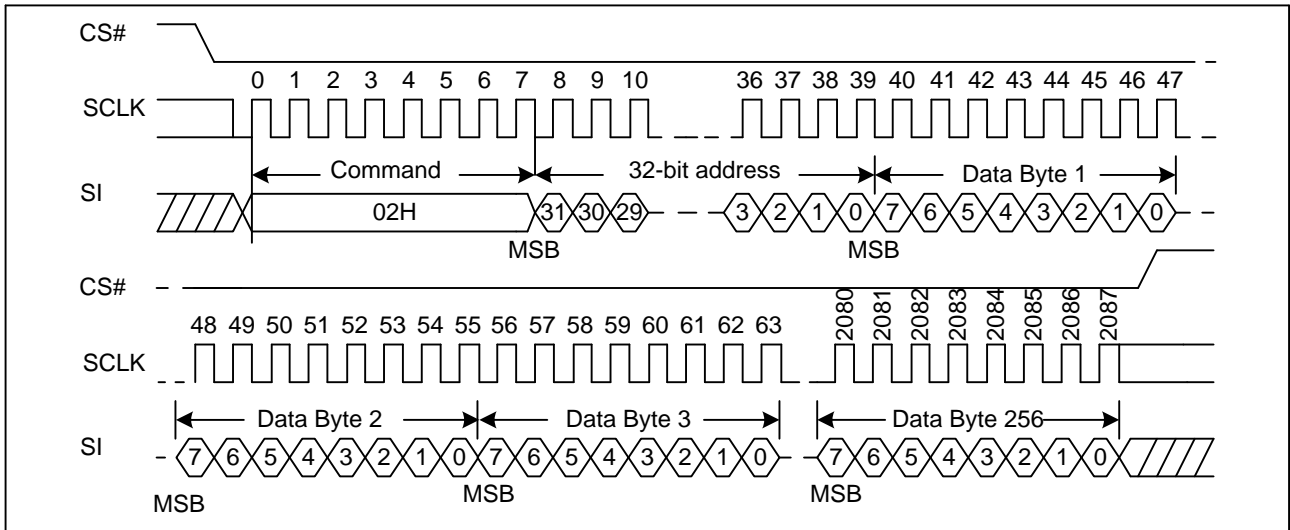 CS#
0 1 2 3 4 5 6 7 8 9 10 36 37 38 39 40 41 42 43 44 45 46 47
SCLK
Command 32-bit address Data Byte 1
SI
02H 31 30 29 3 2 1 0 7 6 5 4 3 2 1 0
MSB MSB
CS#
48 49 50 51 52 53 54 55 56 57 58 59 60 61 62 63 2080 2081 2082 2083 2084 2085 2086 2087
SCLK
Data Byte 2 Data Byte 3 Data Byte 256
SI
7 6 5 4 3 2 1 0 7 6 5 4 3 2 1 0 7 6 5 4 3 2 1 0
MSB MSB MSB